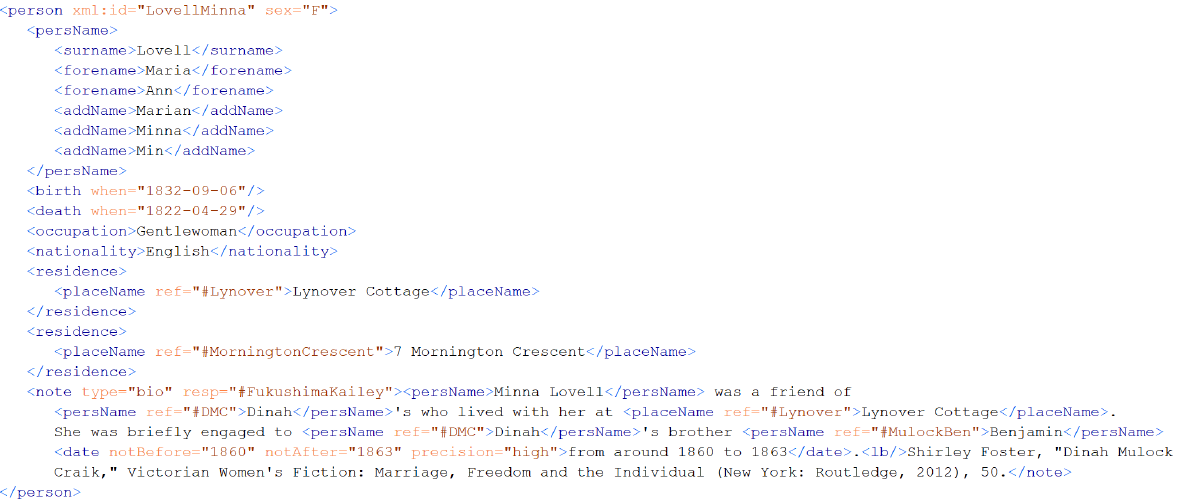 <person xml:id="LovellMinna" sex="F">
<persName>
<surname>Lovell</surname>
<forename>Maria</forename>
<forename>Ann</forename>
<addName>Marian</addName>
<addName>Minna</addName>
<addName>Min</addName>
</persName>
<birth when="1832-09-06"/>
<death when="1822-04-29"/>
<occupation>Gentlewoman</occupation>
<nationality>English</nationality>
<residence>
<placeName ref="#Lynover">Lynover Cottage</placeName>
</residence>
<residence>
<placeName ref="#MorningtonCrescent">7 Mornington Crescent</placeName>
</residence>
<note type="bio" resp="#FukushimaKailey"><persName>Minna Lovell</persName> was a friend of
<persName ref="#DMC">Dinah</persName>'s who lived with her at <placeName ref="#Lynover">Lynover Cottage</placeName>.
She was briefly engaged to <persName ref="#DMC">Dinah</persName>'s brother <persName ref="#MulockBen">Benjamin</persName>
<date notBefore="1860" notAfter="1863" precision="high">from around 1860 to 1863</date>.<lb/>Shirley Foster, "Dinah Mulock
Craik," Victorian Women's Fiction: Marriage, Freedom and the Individual (New York: Routledge, 2012), 50.</note>
</person>